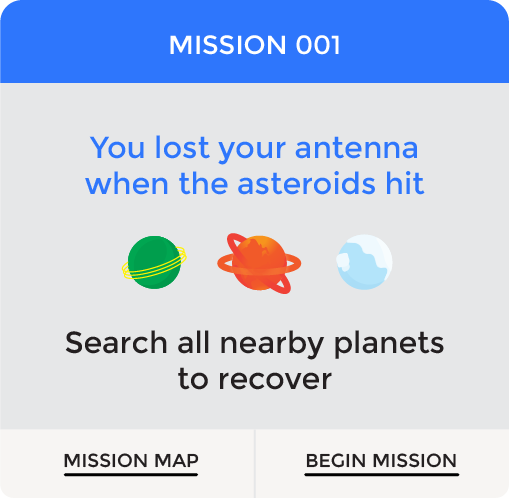 MISSION 001
You lost your antenna
when the asteroids hit
Search all nearby planets
to recover
MISSION MAP
BEGIN MISSION